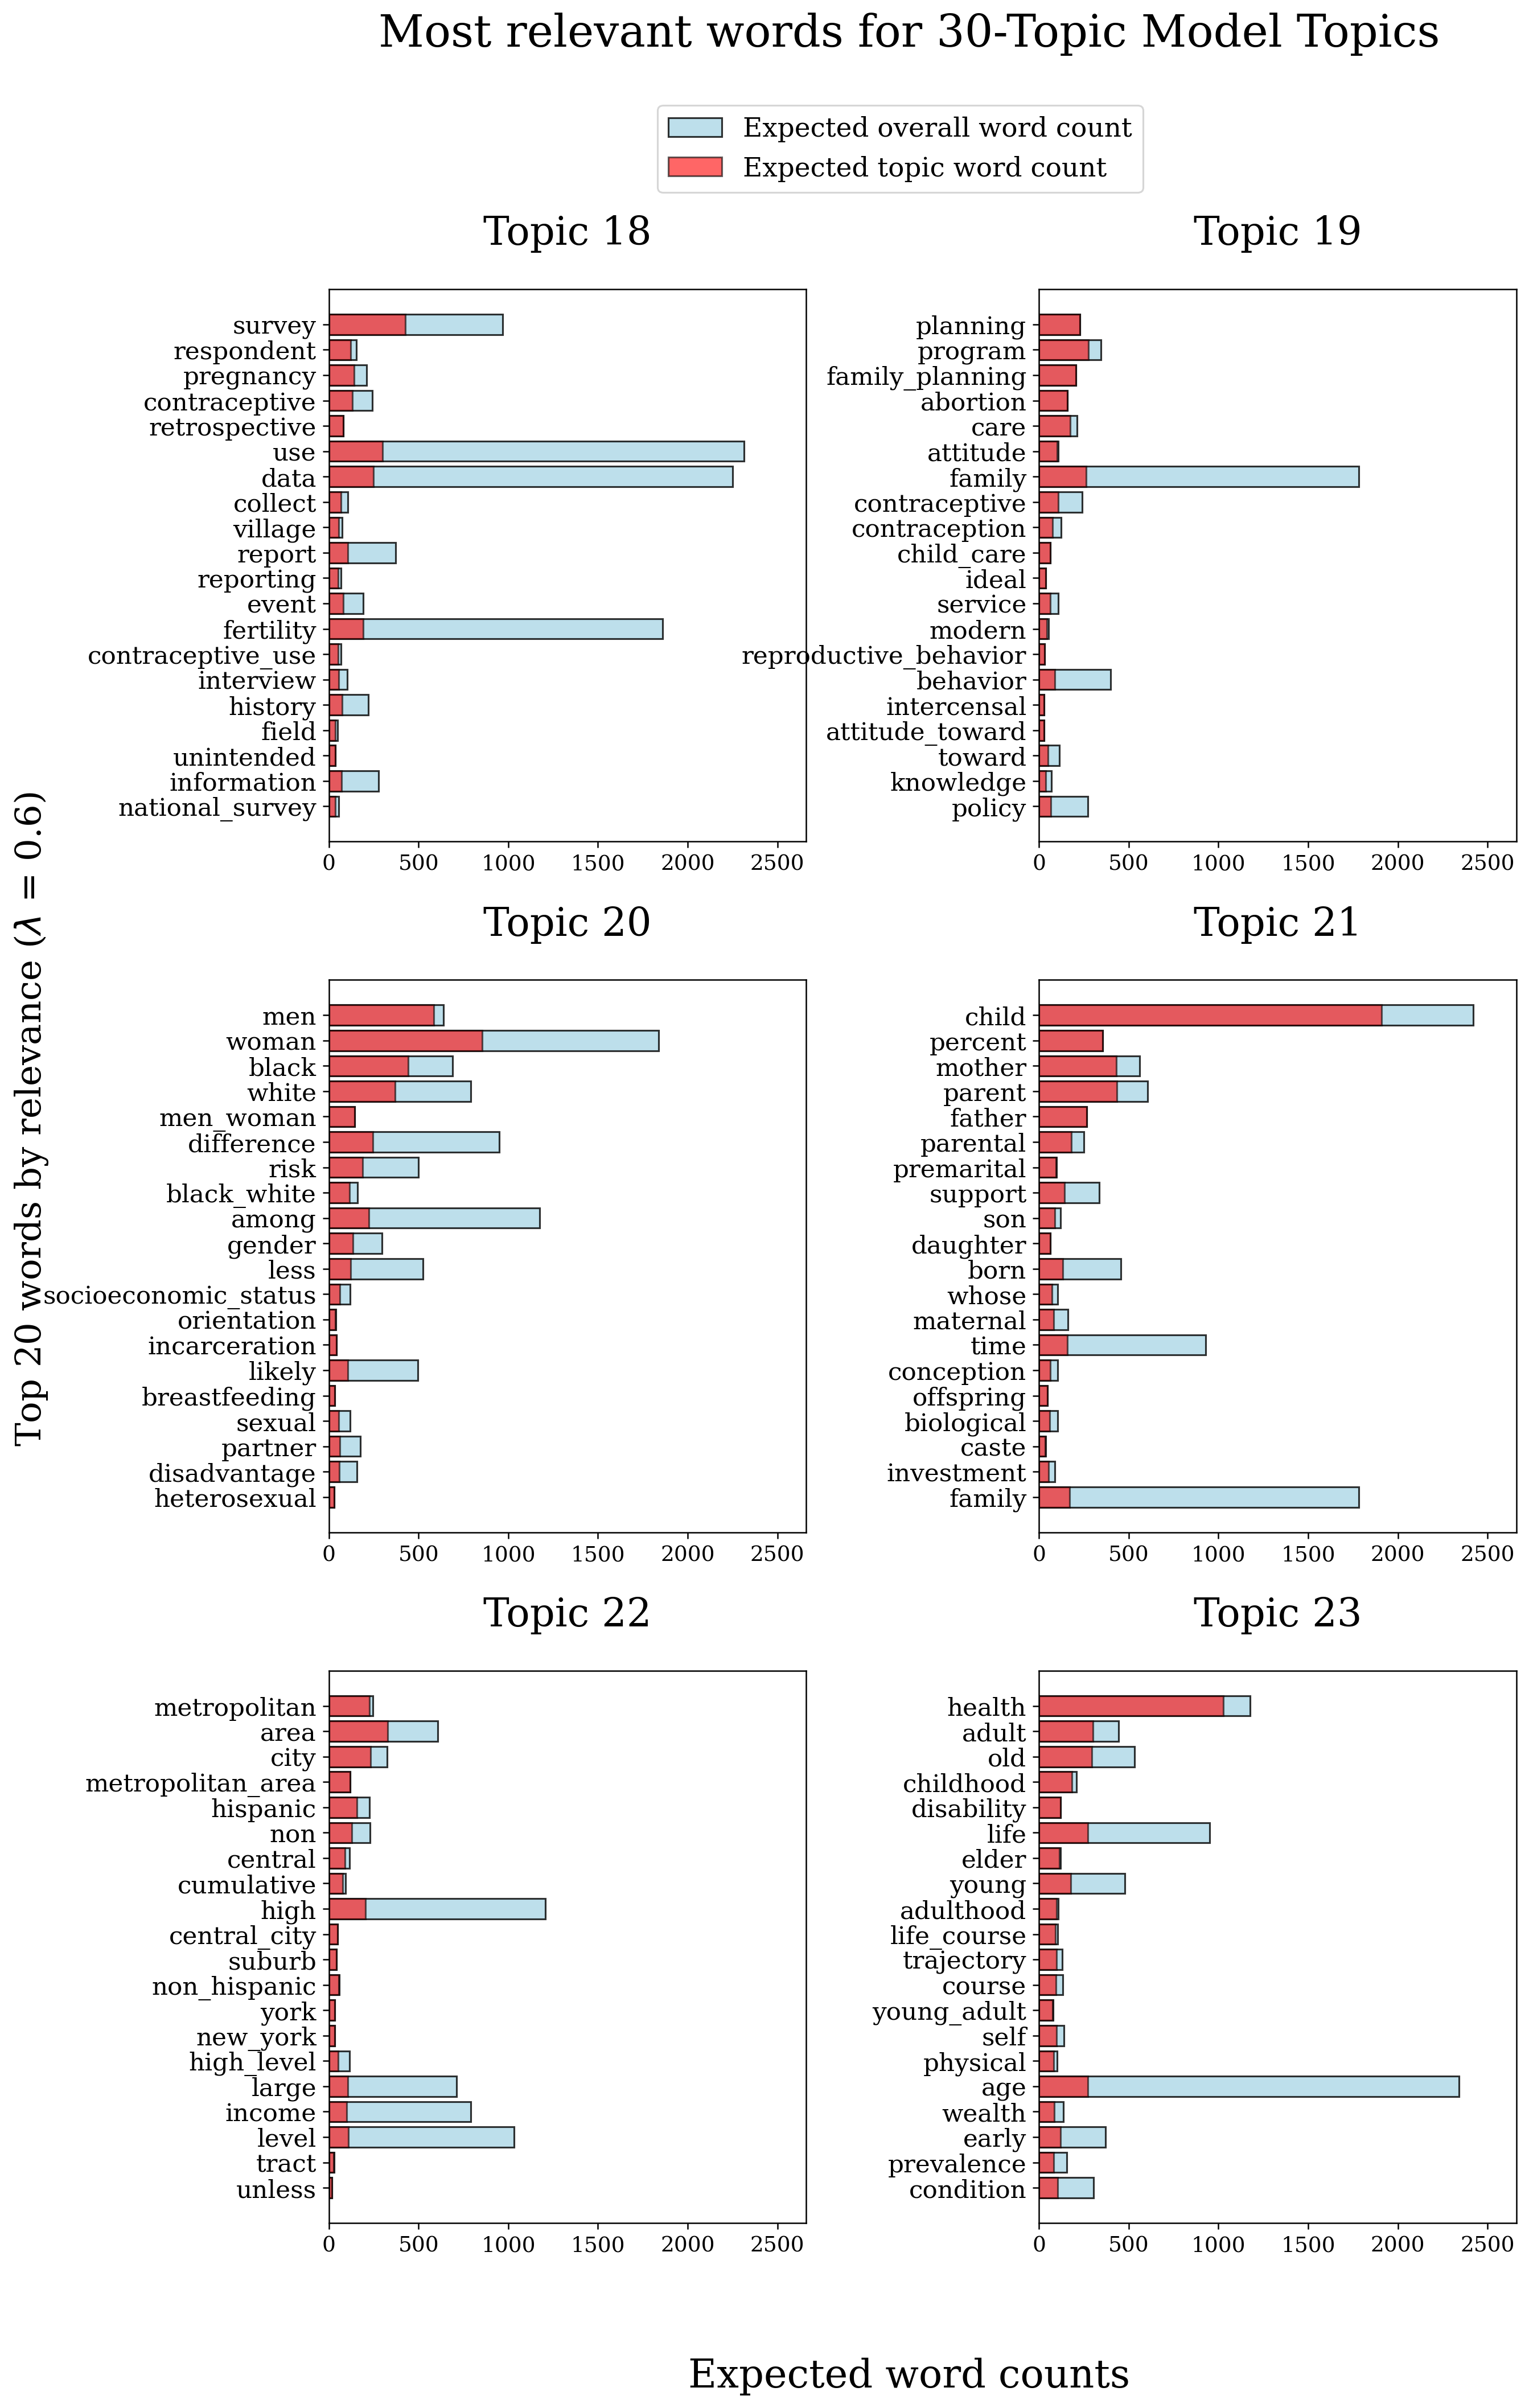 Most relevant words for 30-Topic Model Topics
Expected overall word count
Expected topic word count
Top 20 words by relevance (λ = 0.6)
Topic 18
survey
respondent
pregnancy
contraceptive
retrospective
use
data
collect
village
report
reporting
event
fertility
contraceptive_use
interview
history
field
unintended
information
national_survey
0 500 1000 1500 2000 2500
Topic 19
planning
program
family_planning
abortion
care
attitude
family
contraceptive
contraception
child_care
ideal
service
modern
reproductive_behavior
behavior
intercensal
attitude_toward
toward
knowledge
policy
0 500 1000 1500 2000 2500
Topic 20
men
woman
black
white
men_woman
difference
risk
black_white
among
gender
less
socioeconomic_status
orientation
incarceration
likely
breastfeeding
sexual
partner
disadvantage
heterosexual
0 500 1000 1500 2000 2500
Topic 21
child
percent
mother
parent
father
parental
premarital
support
son
daughter
born
whose
maternal
time
conception
offspring
biological
caste
investment
family
0 500 1000 1500 2000 2500
Topic 22
metropolitan
area
city
metropolitan_area
hispanic
non
central
cumulative
high
central_city
suburb
non_hispanic
york
new_york
high_level
large
income
level
tract
unless
0 500 1000 1500 2000 2500
Topic 23
health
adult
old
childhood
disability
life
elder
young
adulthood
life_course
trajectory
course
young_adult
self
physical
age
wealth
early
prevalence
condition
0 500 1000 1500 2000 2500
Expected word counts